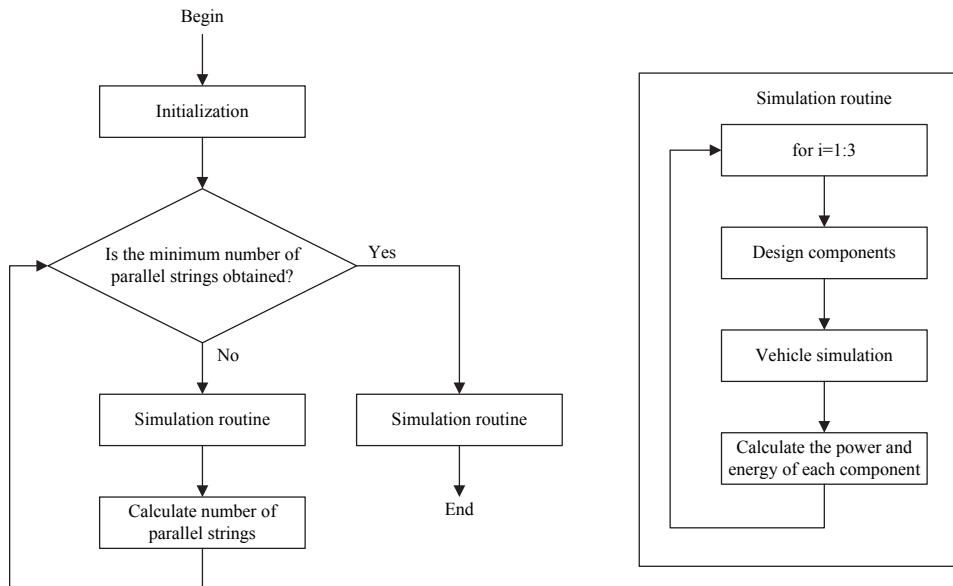 Begin
Initialization
Is the minimum number of
parallel strings obtained?
Yes
No
Simulation routine
Simulation routine
Calculate number of
parallel strings
End
Simulation routine
for i=1:3
Design components
Vehicle simulation
Calculate the power and
energy of each component